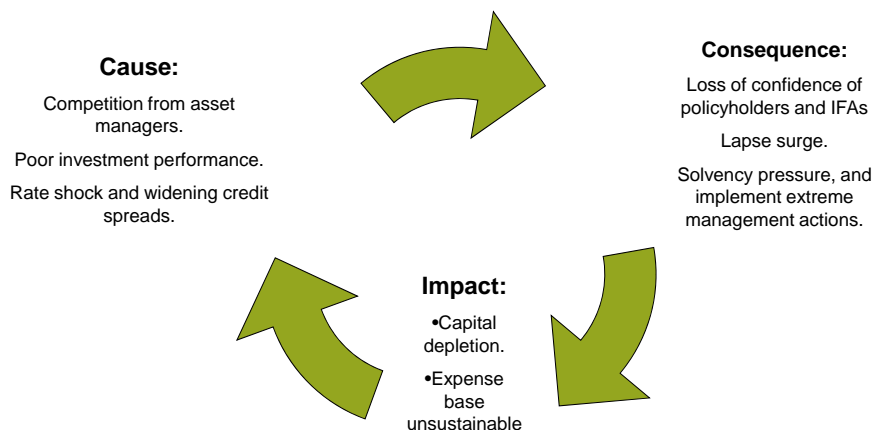 Cause:
Competition from asset
managers.
Poor investment performance.
Rate shock and widening credit
spreads.
Consequence:
Loss of confidence of
policyholders and IFAs
Lapse surge.
Solvency pressure, and
implement extreme
management actions.
Impact:
•Capital
depletion.
•Expense
base
unsustainable